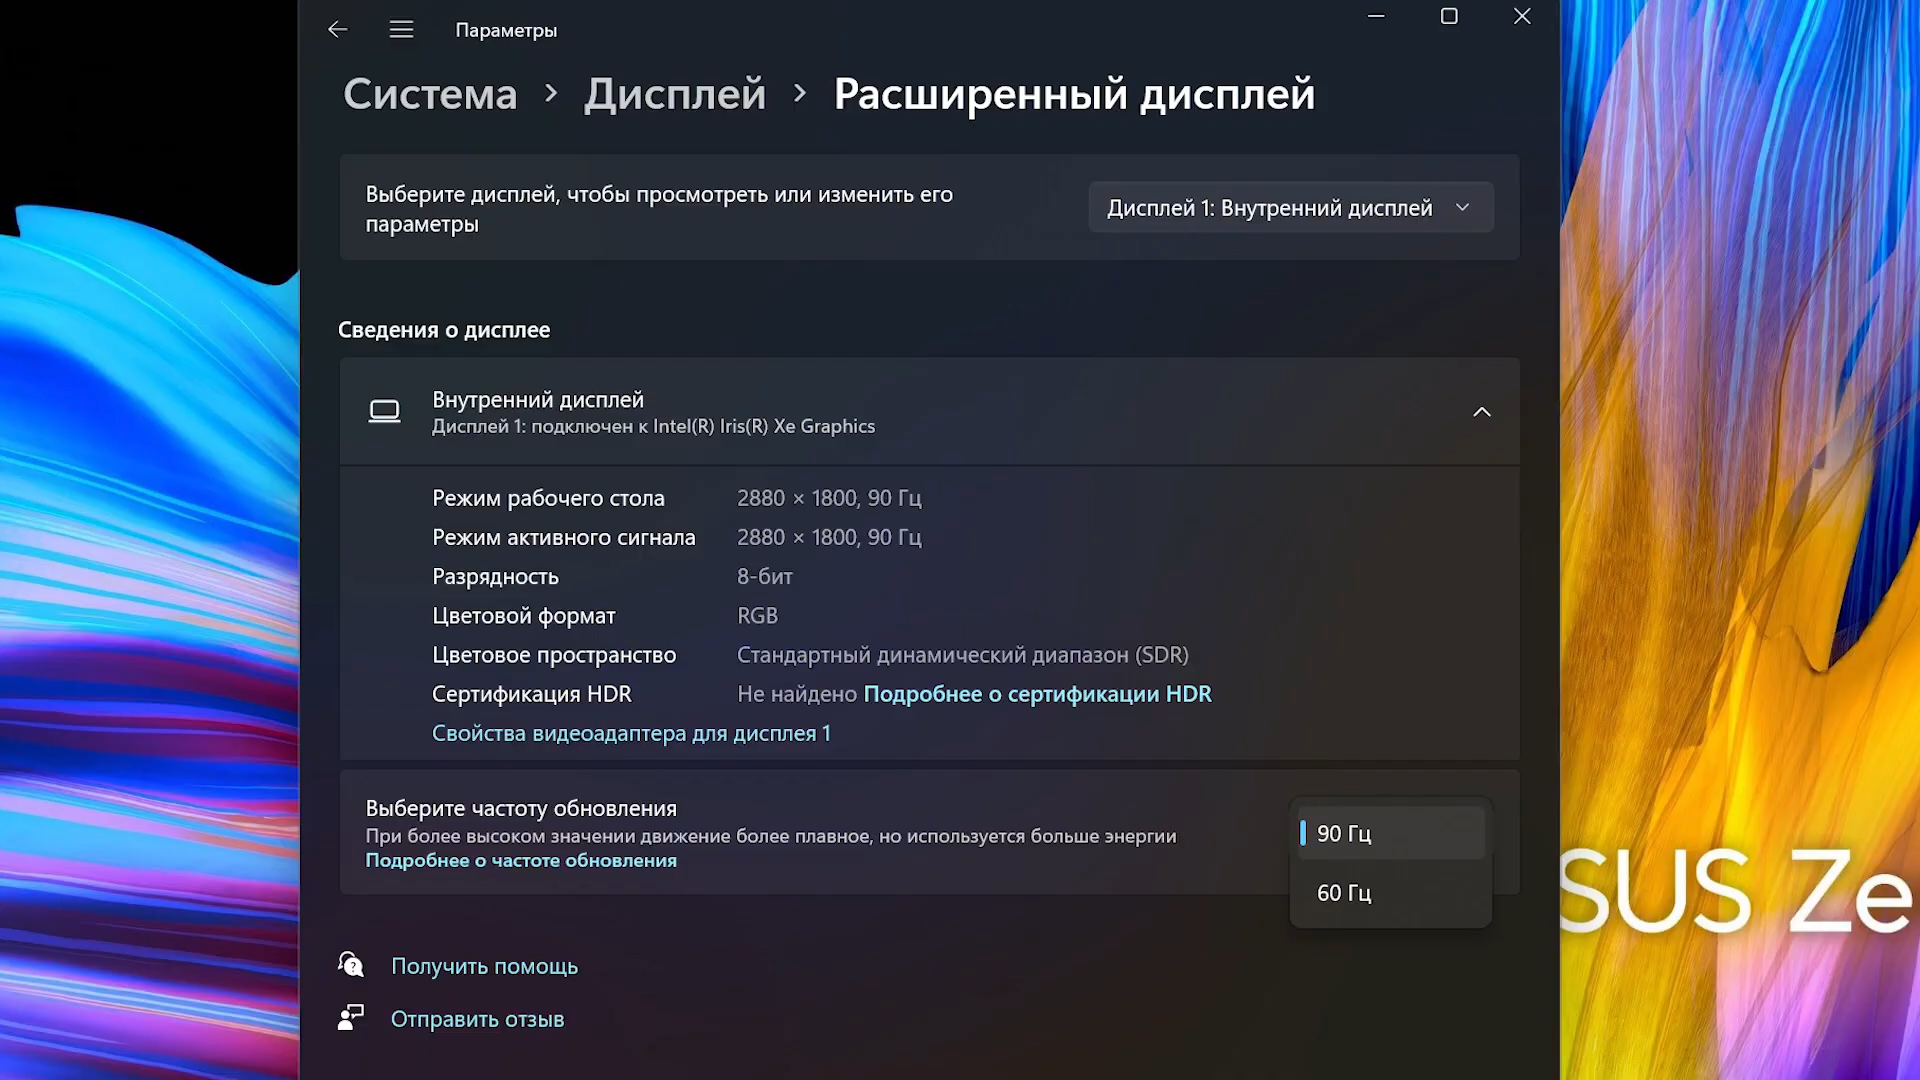 Параметры
Система > Дисплей > Расширенный дисплей
Выберите дисплей, чтобы просмотреть или изменить его
параметры
Дисплей 1: Внутренний дисплей
Сведения о дисплее
Внутренний дисплей
Дисплей 1: подключен к Intel(R) Iris(R) Xe Graphics
Режим рабочего стола 2880 × 1800, 90 Гц
Режим активного сигнала 2880 × 1800, 90 Гц
Разрядность 8-бит
Цветовой формат RGB
Цветовое пространство Стандартный динамический диапазон (SDR)
Сертификация HDR Не найдено Подробнее о сертификации HDR
Свойства видеоадаптера для дисплея 1
Выберите частоту обновления
При более высоком значении движение более плавное, но используется больше энергии
Подробнее о частоте обновления
90 Гц
60 Гц
SUS Ze
Получить помощь
Отправить отзыв